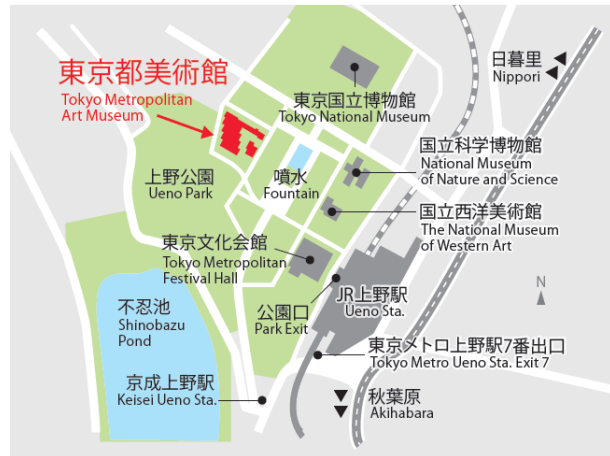 東京都美術館
Tokyo Metropolitan
Art Museum
日暮里
Nippori
東京国立博物館
Tokyo National Museum
国立科学博物館
National Museum
of Nature and Science
上野公園
Ueno Park
噴水
Fountain
国立西洋美術館
The National Museum
of Western Art
東京文化会館
Tokyo Metropolitan
Festival Hall
N
JR上野駅
Ueno Sta.
不忍池
Shinobazu
Pond
公園口
Park Exit
東京メトロ上野駅7番出口
Tokyo Metro Ueno Sta. Exit 7
京成上野駅
Keisei Ueno Sta.
秋葉原
Akihabara